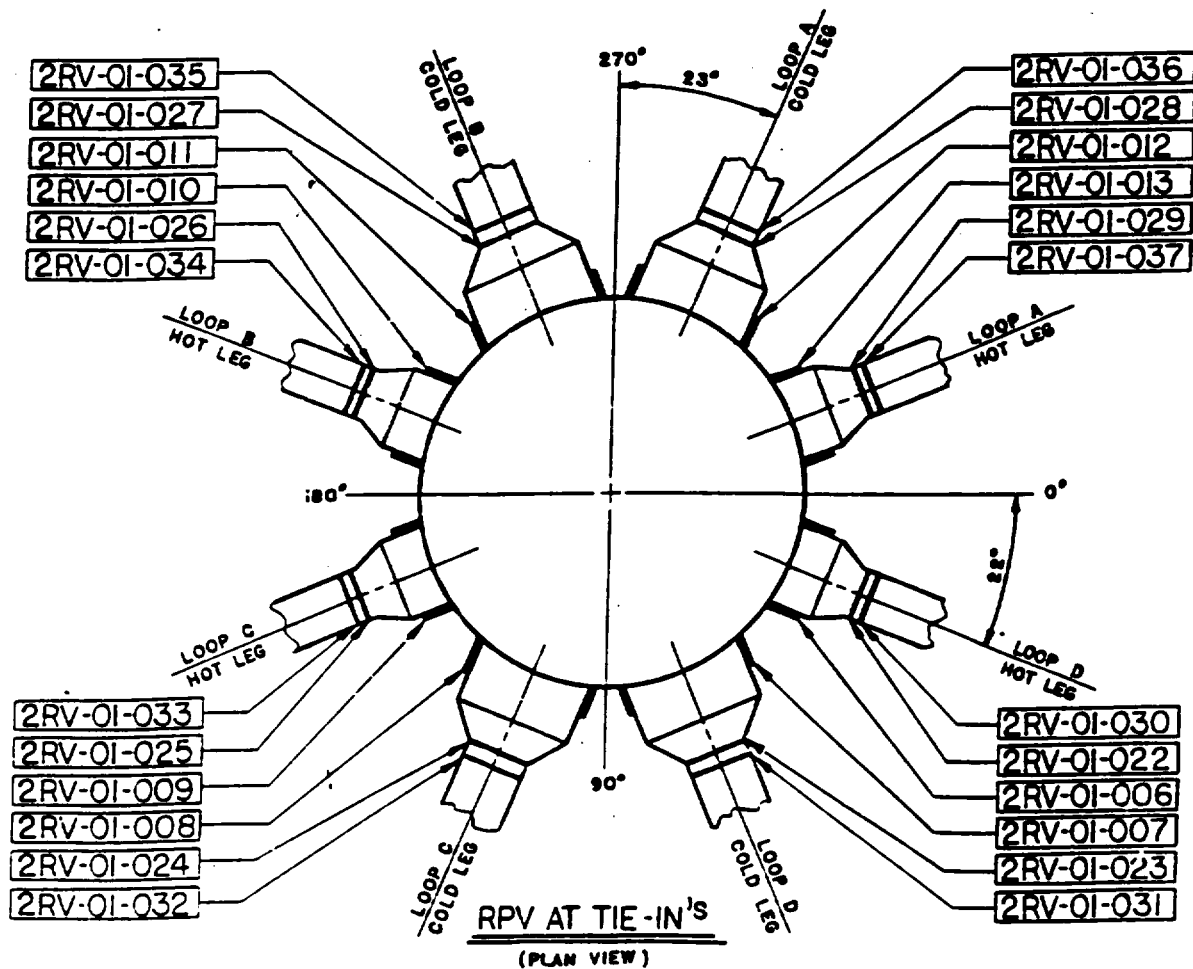 LOOP A
COLD LEG
270°
23°
LOOP B
COLD LEG
2RV-01-035
2RV-01-027
2RV-01-011
2RV-01-010
2RV-01-026
2RV-01-034
2RV-01-036
2RV-01-028
2RV-01-012
2RV-01-013
2RV-01-029
2RV-01-037
LOOP B
HOT LEG
LOOP A
HOT LEG
180°
0°
22°
LOOP C
HOT LEG
LOOP D
HOT LEG
2RV-01-033
2RV-01-025
2RV-01-009
2RV-01-008
2RV-01-024
2RV-01-032
2RV-01-030
2RV-01-022
2RV-01-006
2RV-01-007
2RV-01-023
2RV-01-031
90°
LOOP C
COLD LEG
LOOP D
COLD LEG
RPV AT TIE-IN'S
(PLAN VIEW)